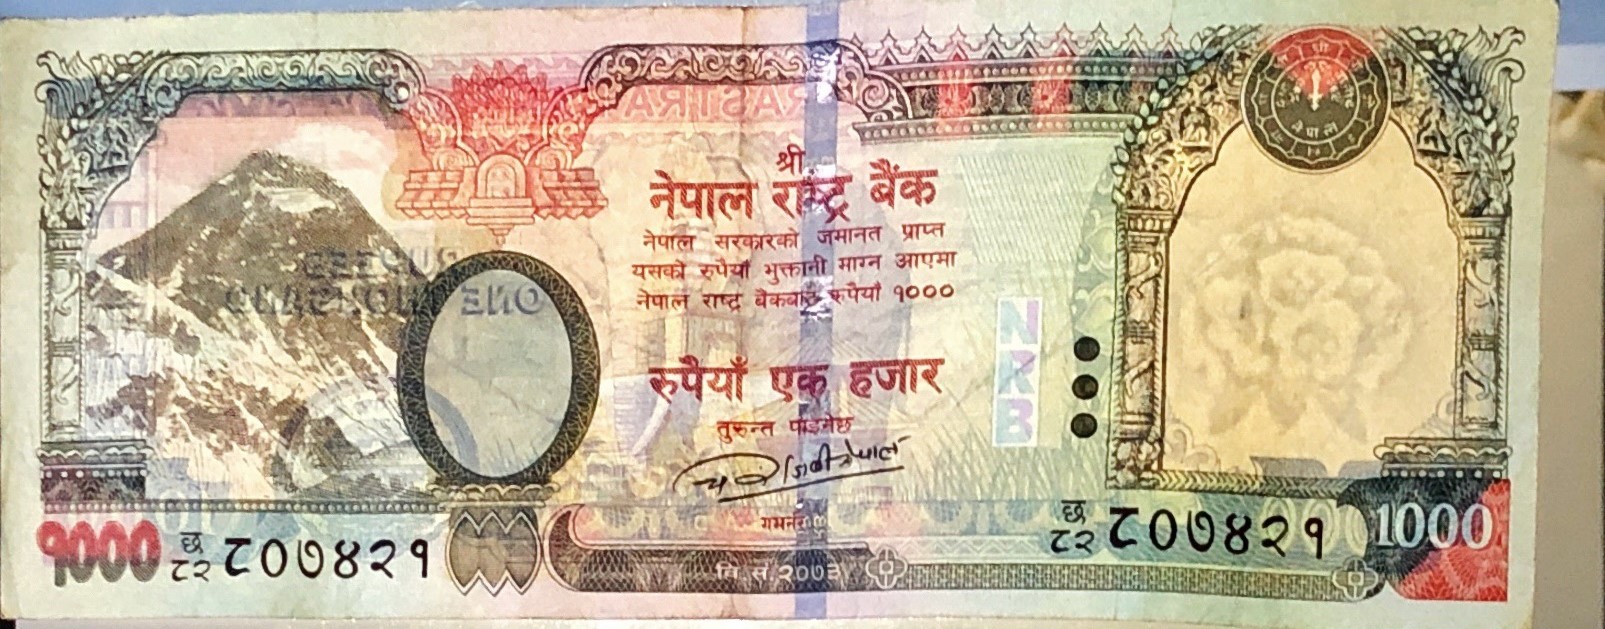 श्री
नेपाल राष्ट्र बैंक
नेपाल सरकारको जमानत प्राप्त
यसको रुपैयाँ भुक्तानी माग्न आएमा
नेपाल राष्ट्र बैंकबाट रुपैयाँ १०००
रुपैयाँ एक हजार
तुरुन्त पाइनेछ
गभर्नर
वि सं २०७३
NRB
RASTRA
RUPEES
ONE THOUSAND
१०००
छ
८२ ८०७४२१
छ
८२ ८०७४२१
1000